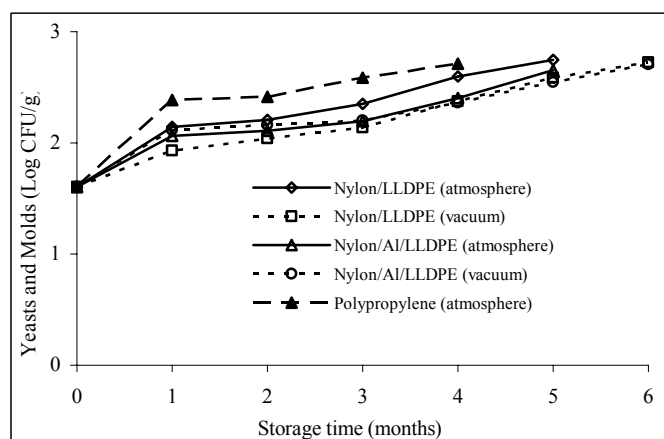 Yeasts and Molds (Log CFU/g)
3
2
1
0
Nylon/LLDPE (atmosphere)
Nylon/LLDPE (vacuum)
Nylon/Al/LLDPE (atmosphere)
Nylon/Al/LLDPE (vacuum)
Polypropylene (atmosphere)
0 1 2 3 4 5 6
Storage time (months)